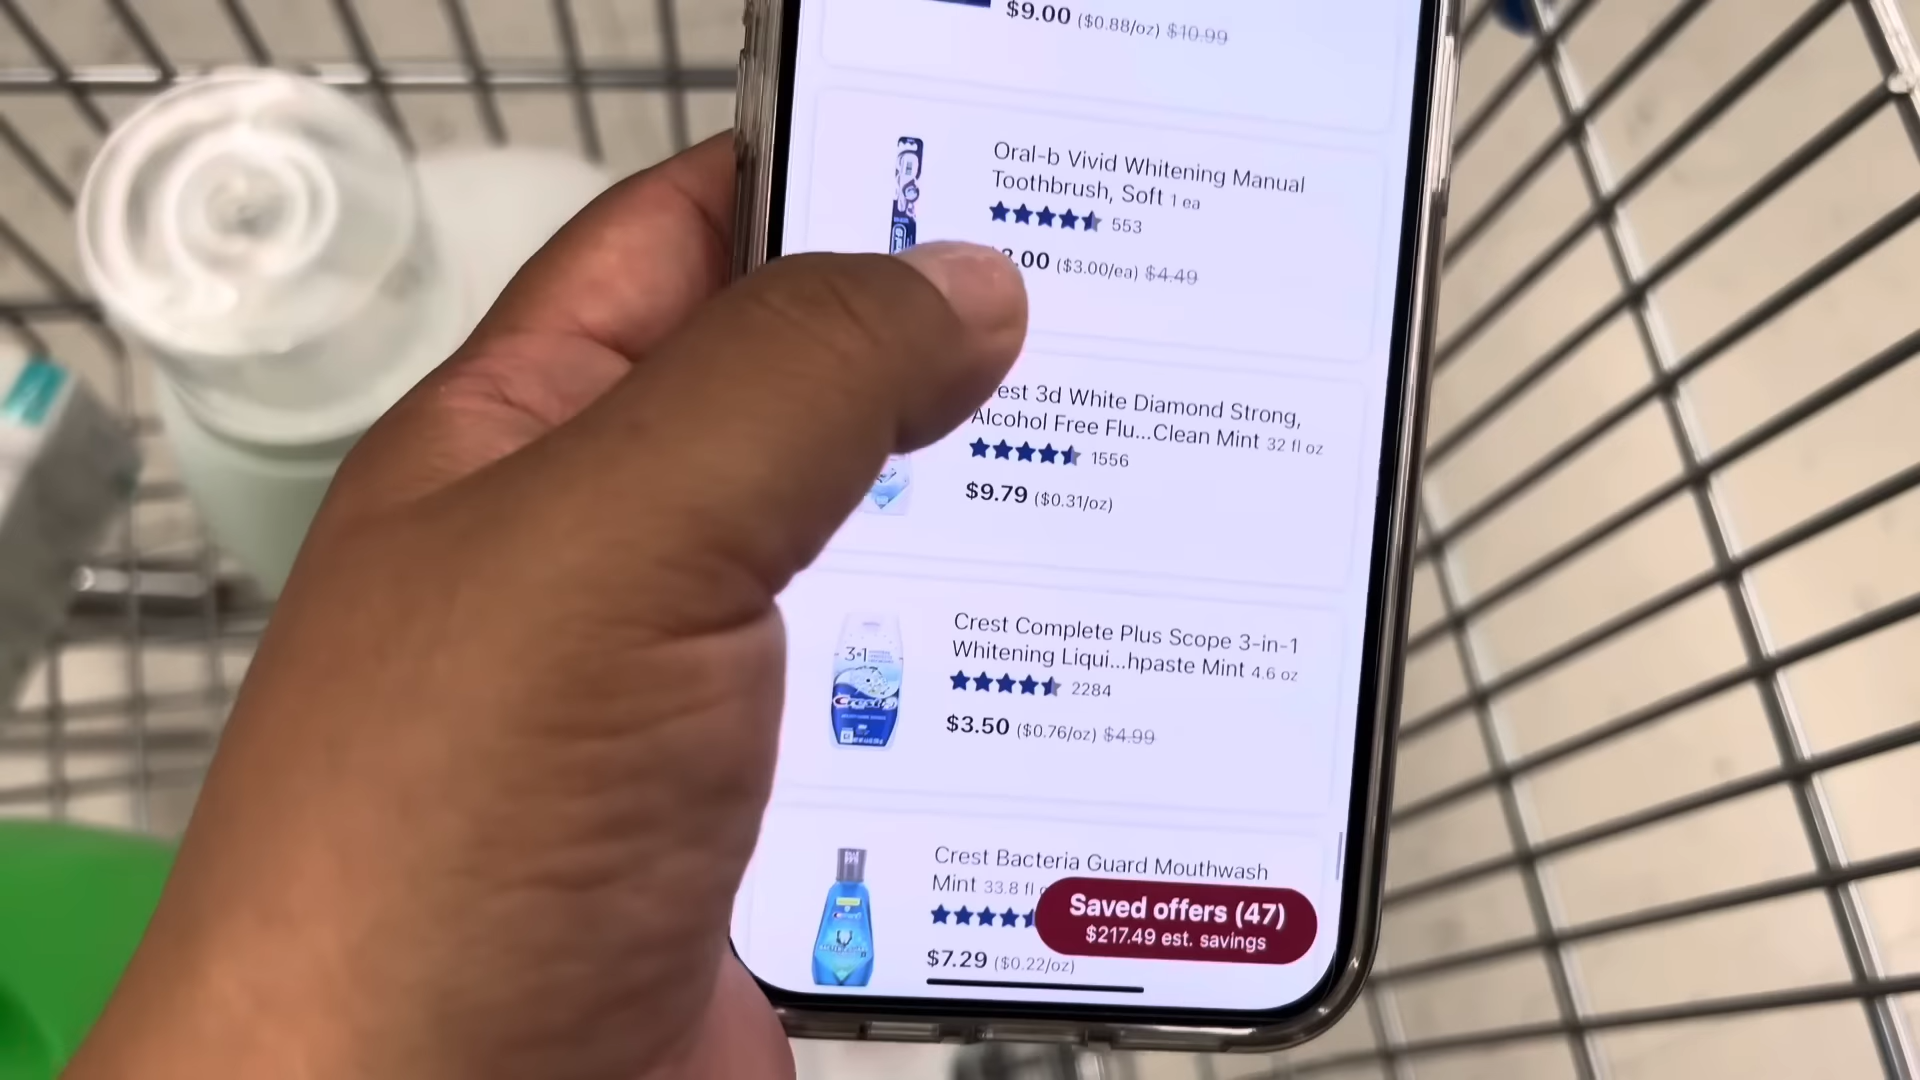 $9.00 ($0.88/oz) $10.99
Oral-b Vivid Whitening Manual
Toothbrush, Soft 1 ea
553
.00 ($3.00/ea) $4.49
est 3d White Diamond Strong,
Alcohol Free Flu...Clean Mint 32 fl oz
1556
$9.79 ($0.31/oz)
Crest Complete Plus Scope 3-in-1
Whitening Liqui...hpaste Mint 4.6 oz
2284
$3.50 ($0.76/oz) $4.99
3in1
Crest
Crest Bacteria Guard Mouthwash
Mint 33.8 fl
$7.29 ($0.22/oz)
Saved offers (47)
$217.49 est. savings